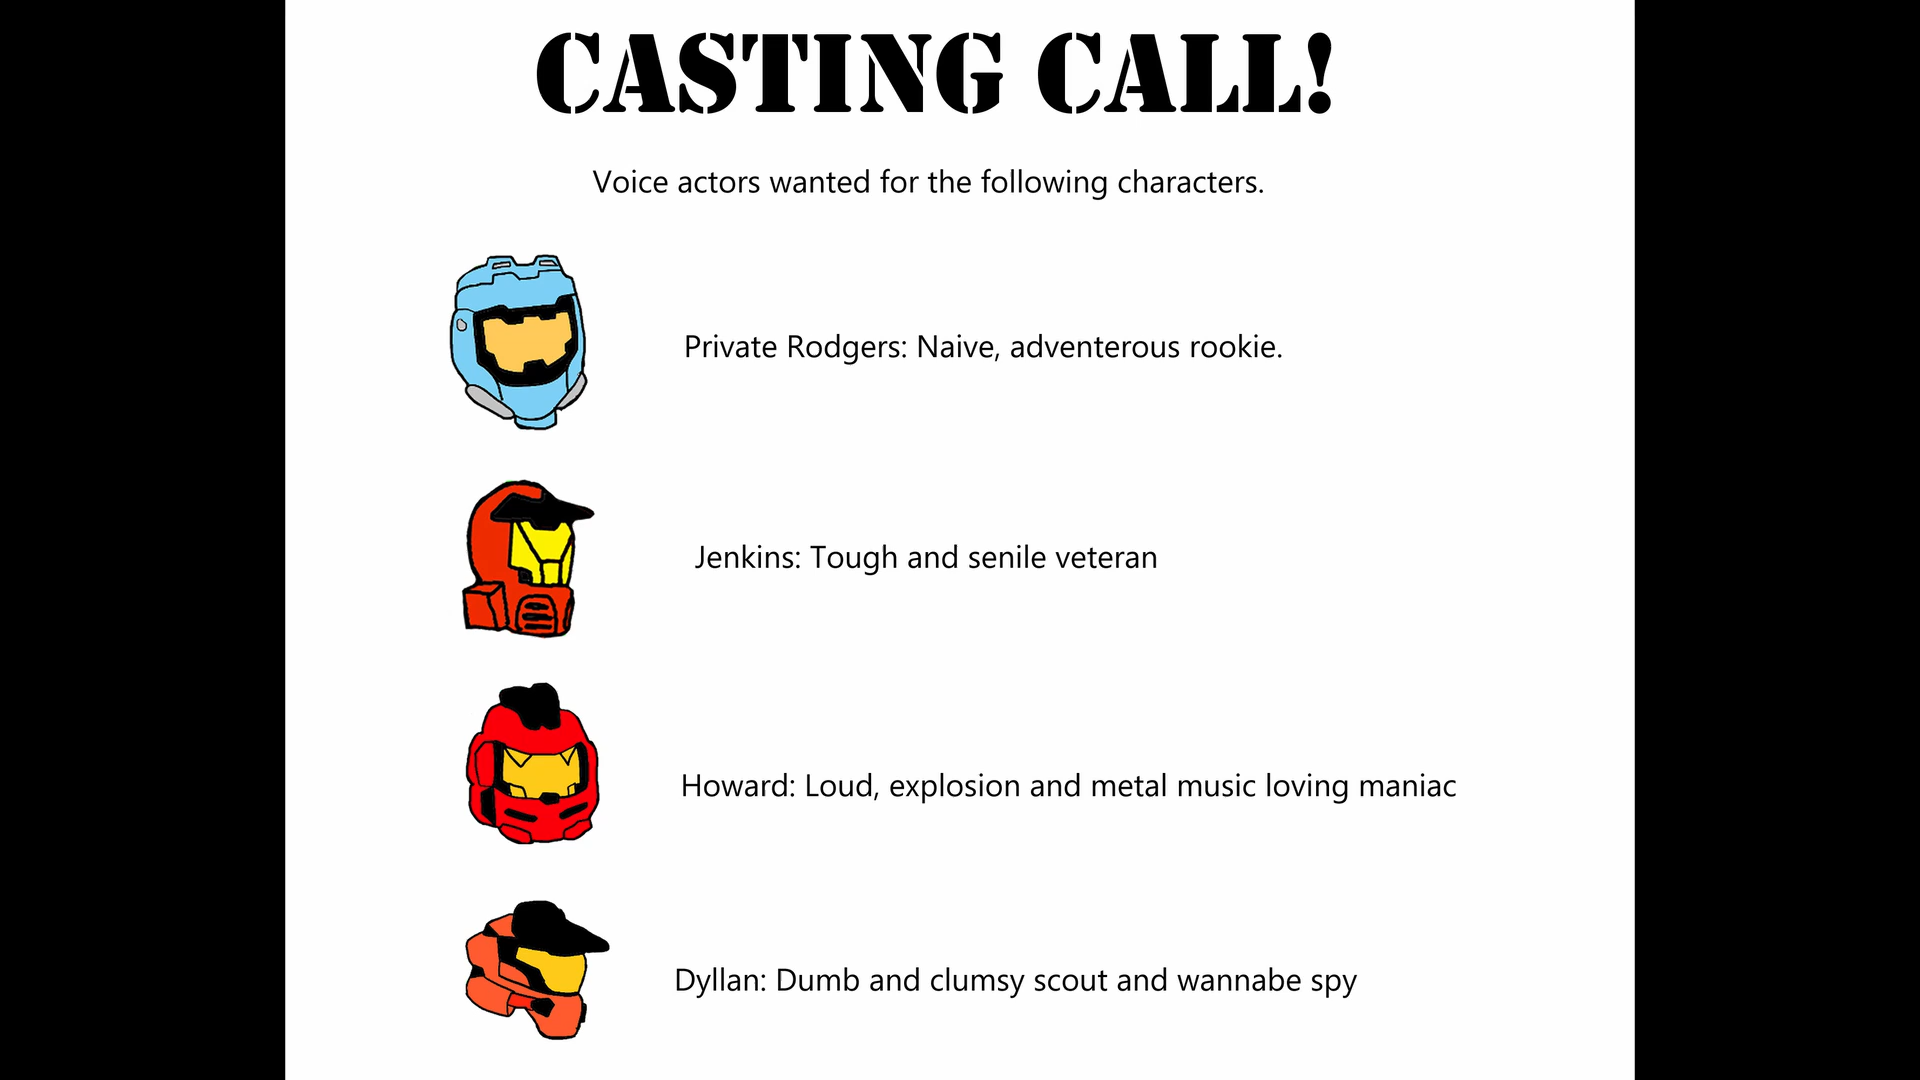 CASTING CALL!
Voice actors wanted for the following characters.
Private Rodgers: Naive, adventerous rookie.
Jenkins: Tough and senile veteran
Howard: Loud, explosion and metal music loving maniac
Dyllan: Dumb and clumsy scout and wannabe spy